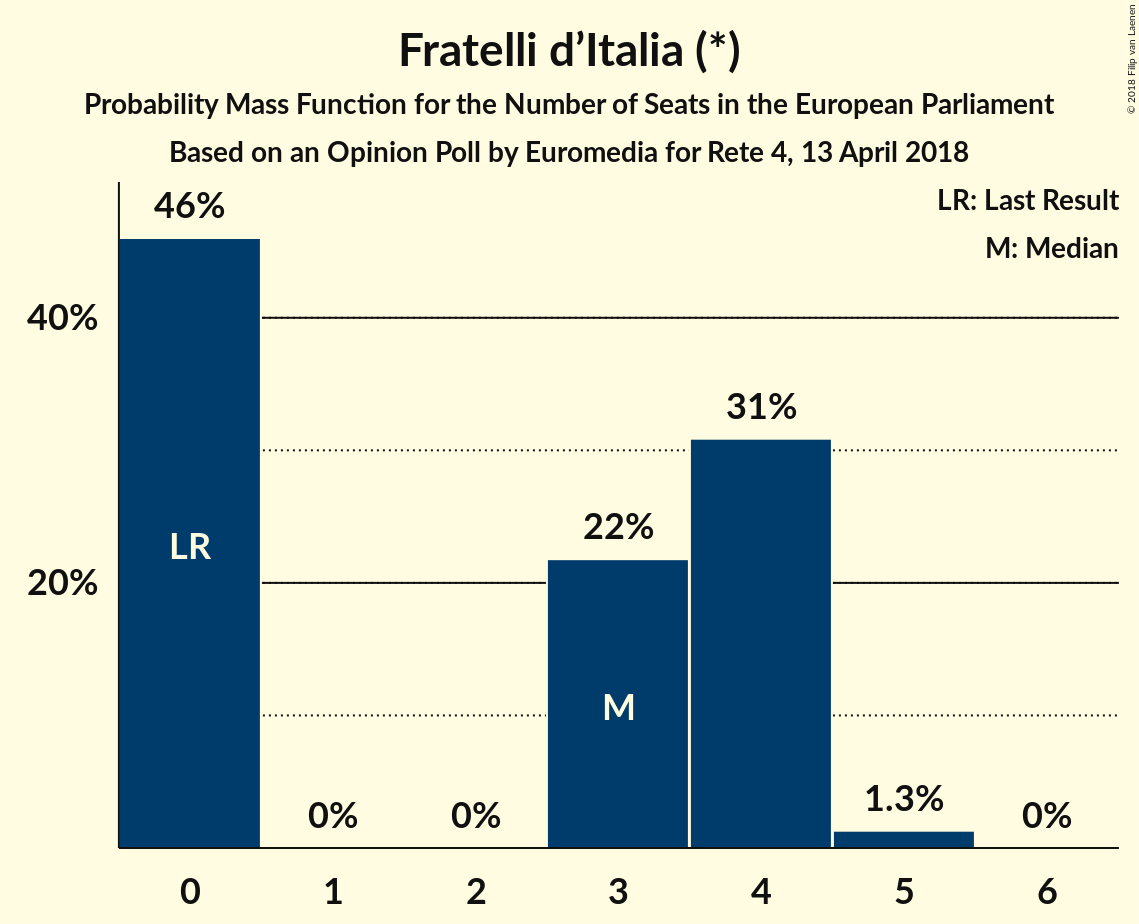 Fratelli d’Italia (*)
Probability Mass Function for the Number of Seats in the European Parliament
Based on an Opinion Poll by Euromedia for Rete 4, 13 April 2018
© 2018 Filip van Laenen
LR: Last Result
M: Median
46%
40%
31%
22%
20%
LR
M
1.3%
0%
0%
0%
0
1
2
3
4
5
6